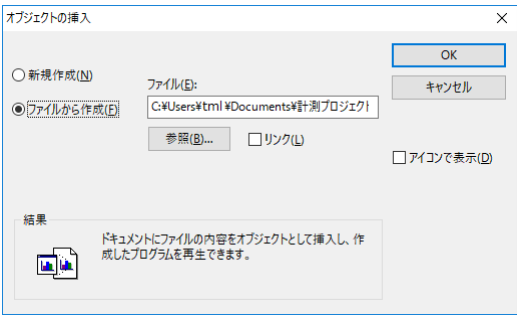 オブジェクトの挿入
新規作成(N)
ファイルから作成(F)
ファイル(E):
C:¥Users¥tml¥Documents¥計測プロジェクト
参照(B)...
リンク(L)
OK
キャンセル
アイコンで表示(D)
結果
ドキュメントにファイルの内容をオブジェクトとして挿入し、作
成したプログラムを再生できます。